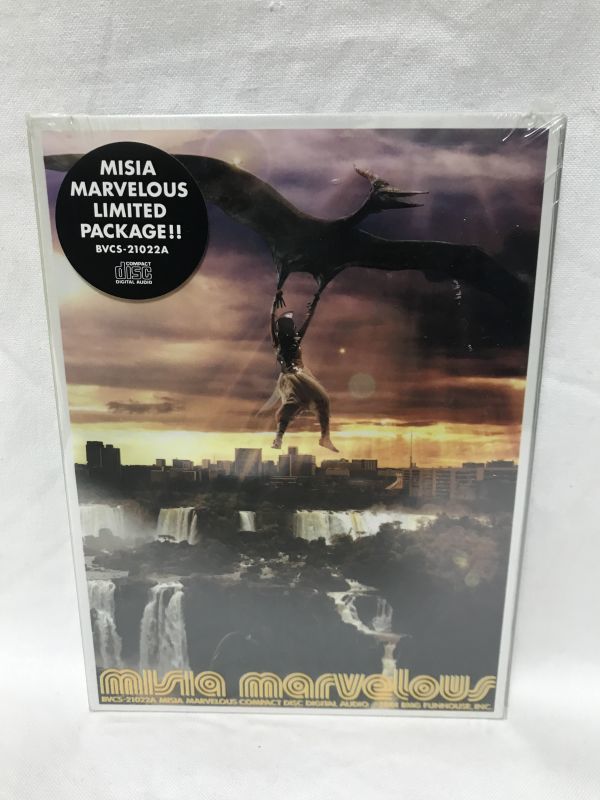 MISIA
MARVELOUS
LIMITED
PACKAGE!!
BVCS-21022A
COMPACT
disc
DIGITAL AUDIO
misia marvelous
BVCS-21022A MISIA MARVELOUS COMPACT DISC DIGITAL AUDIO BMG FUNHOUSE, INC.